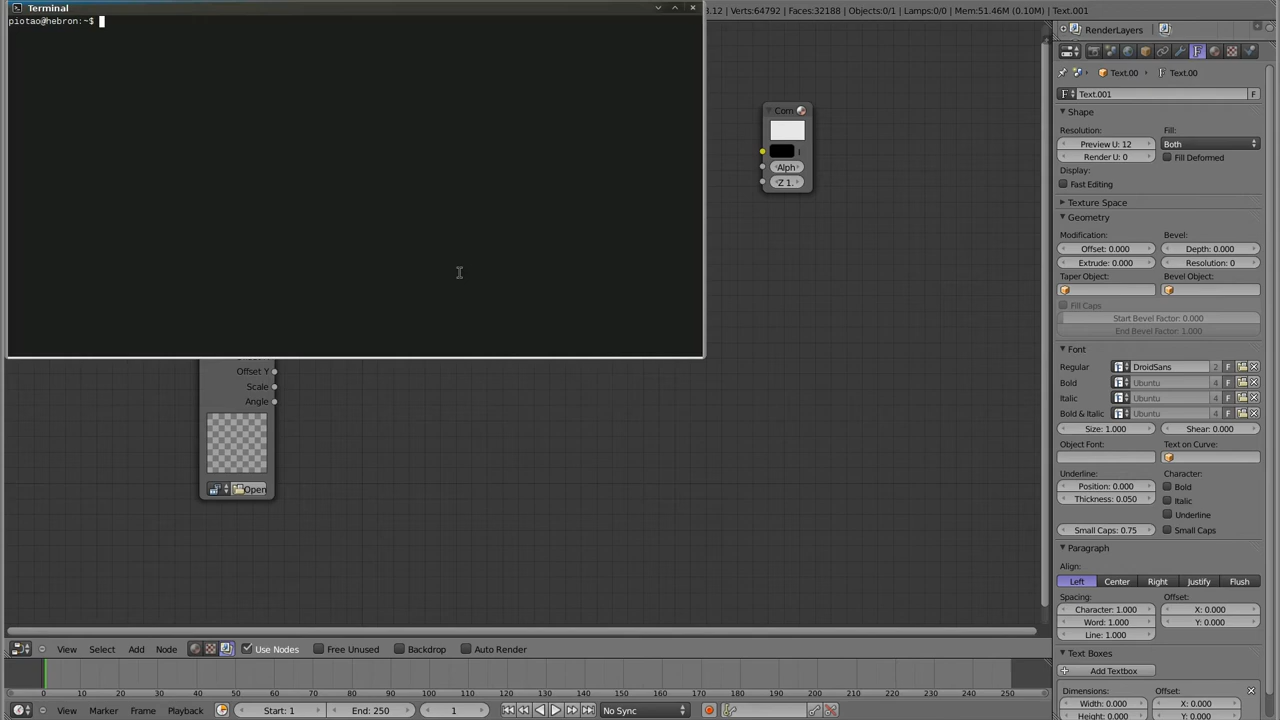 Terminal
piotao@hebron:~$
3.12 | Verts:64792 | Faces:32188 | Objects:0/1 | Lamps:0/0 | Mem:51.46M (0.10M) | Text.001
RenderLayers
Text.00
Text.00
Text.001
F
Shape
Resolution:
Fill:
Preview U: 12
Both
Render U: 0
Fill Deformed
Display:
Fast Editing
Texture Space
Geometry
Modification:
Bevel:
Offset: 0.000
Depth: 0.000
Extrude: 0.000
Resolution: 0
Taper Object:
Bevel Object:
Fill Caps
Start Bevel Factor: 0.000
End Bevel Factor: 1.000
Font
Regular
DroidSans
2
F
Bold
Ubuntu
4
F
Italic
Ubuntu
4
F
Bold & Italic
Ubuntu
4
F
Size: 1.000
Shear: 0.000
Object Font:
Text on Curve:
Underline:
Character:
Position: 0.000
Bold
Thickness: 0.050
Italic
Underline
Small Caps: 0.75
Small Caps
Paragraph
Align:
Left
Center
Right
Justify
Flush
Spacing:
Offset:
Character: 1.000
X: 0.000
Word: 1.000
Y: 0.000
Line: 1.000
Text Boxes
Add Textbox
Dimensions:
Offset:
Width: 0.000
X: 0.000
Height: 0.000
Y: 0.000
Com
Alph
Z 1.
Offset Y
Scale
Angle
Open
View
Select
Add
Node
Use Nodes
Free Unused
Backdrop
Auto Render
0 10 20 30 40 50 60 70 80 90 100 110 120 130 140 150 160 170 180 190 200 210 220 230 240 250
View
Marker
Frame
Playback
Start: 1
End: 250
1
No Sync